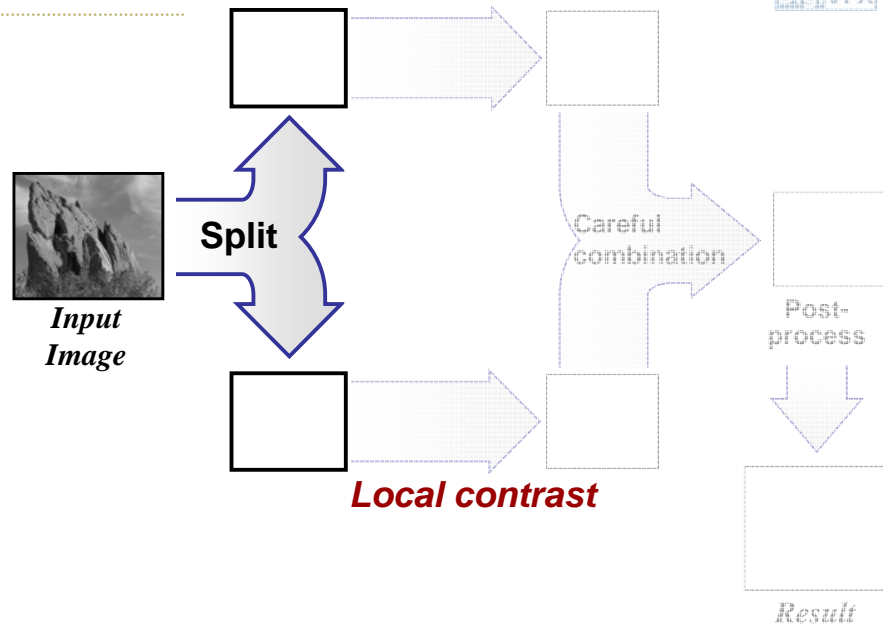 Split
Input
Image
Careful
combination
Post-
process
Local contrast
Result